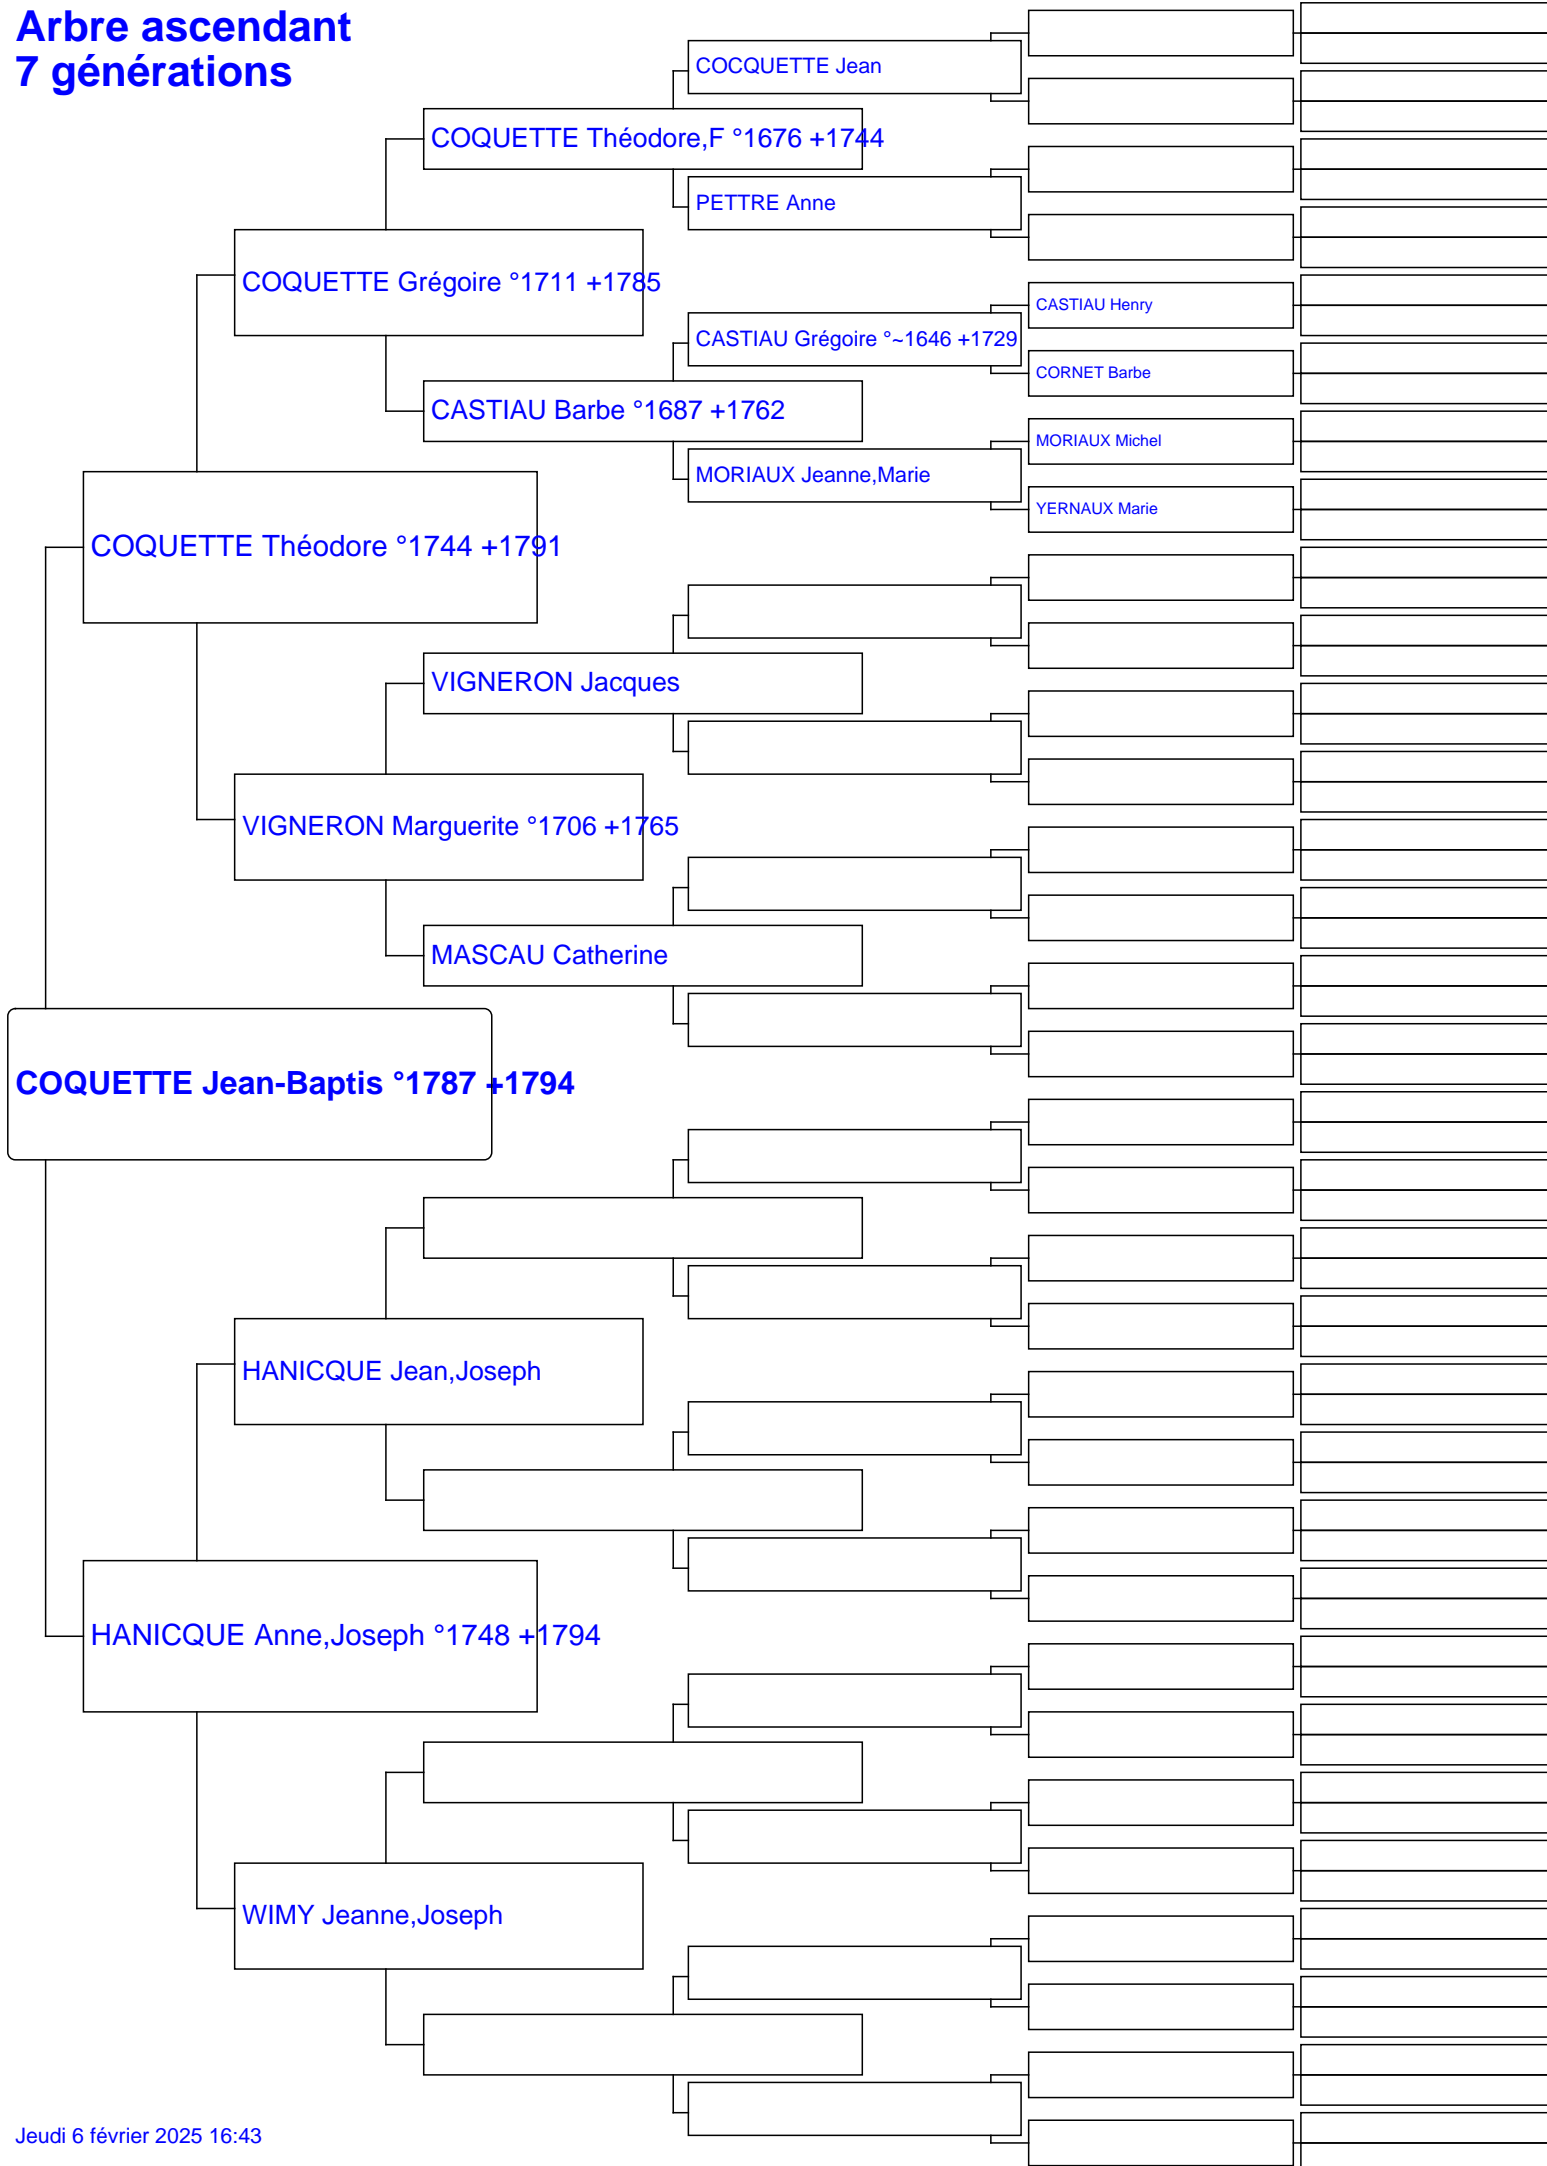 Arbre ascendant
7 générations
COCQUETTE Jean
COQUETTE Théodore,F °1676 +1744
PETTRE Anne
COQUETTE Grégoire °1711 +1785
CASTIAU Henry
CASTIAU Grégoire °~1646 +1729
CORNET Barbe
CASTIAU Barbe °1687 +1762
MORIAUX Michel
MORIAUX Jeanne,Marie
YERNAUX Marie
COQUETTE Théodore °1744 +1791
VIGNERON Jacques
VIGNERON Marguerite °1706 +1765
MASCAU Catherine
COQUETTE Jean-Baptis °1787 +1794
HANICQUE Jean,Joseph
HANICQUE Anne,Joseph °1748 +1794
WIMY Jeanne,Joseph
Jeudi 6 février 2025 16:43